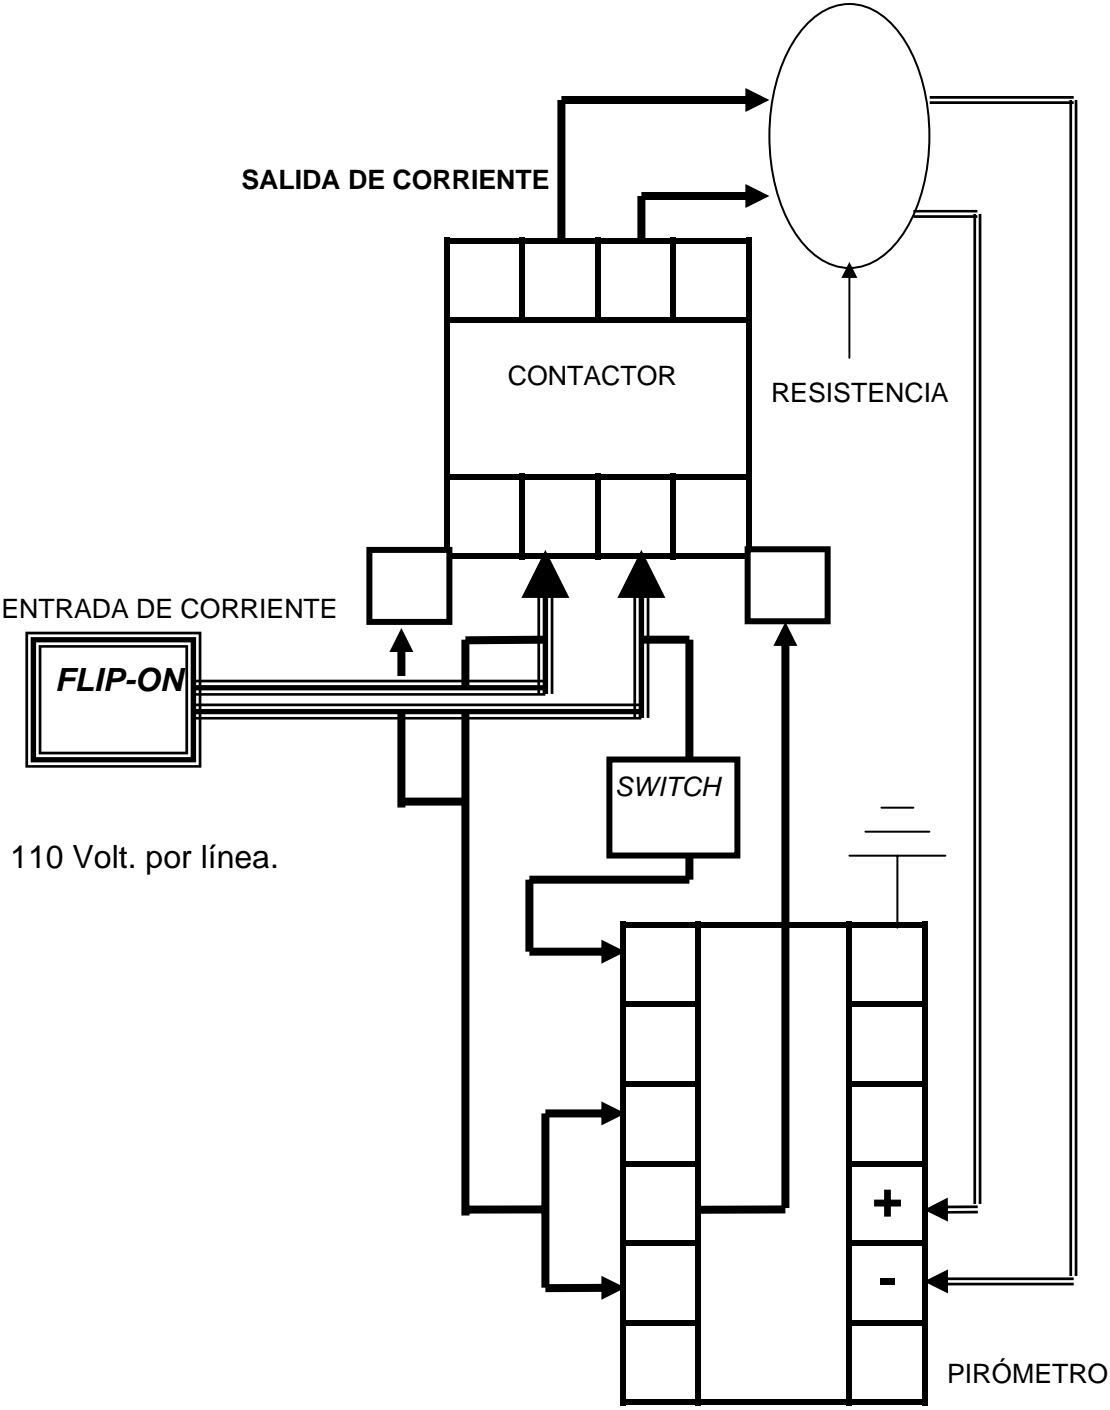 SALIDA DE CORRIENTE
CONTACTOR
RESISTENCIA
ENTRADA DE CORRIENTE
FLIP-ON
SWITCH
110 Volt. por línea.
+
-
PIRÓMETRO